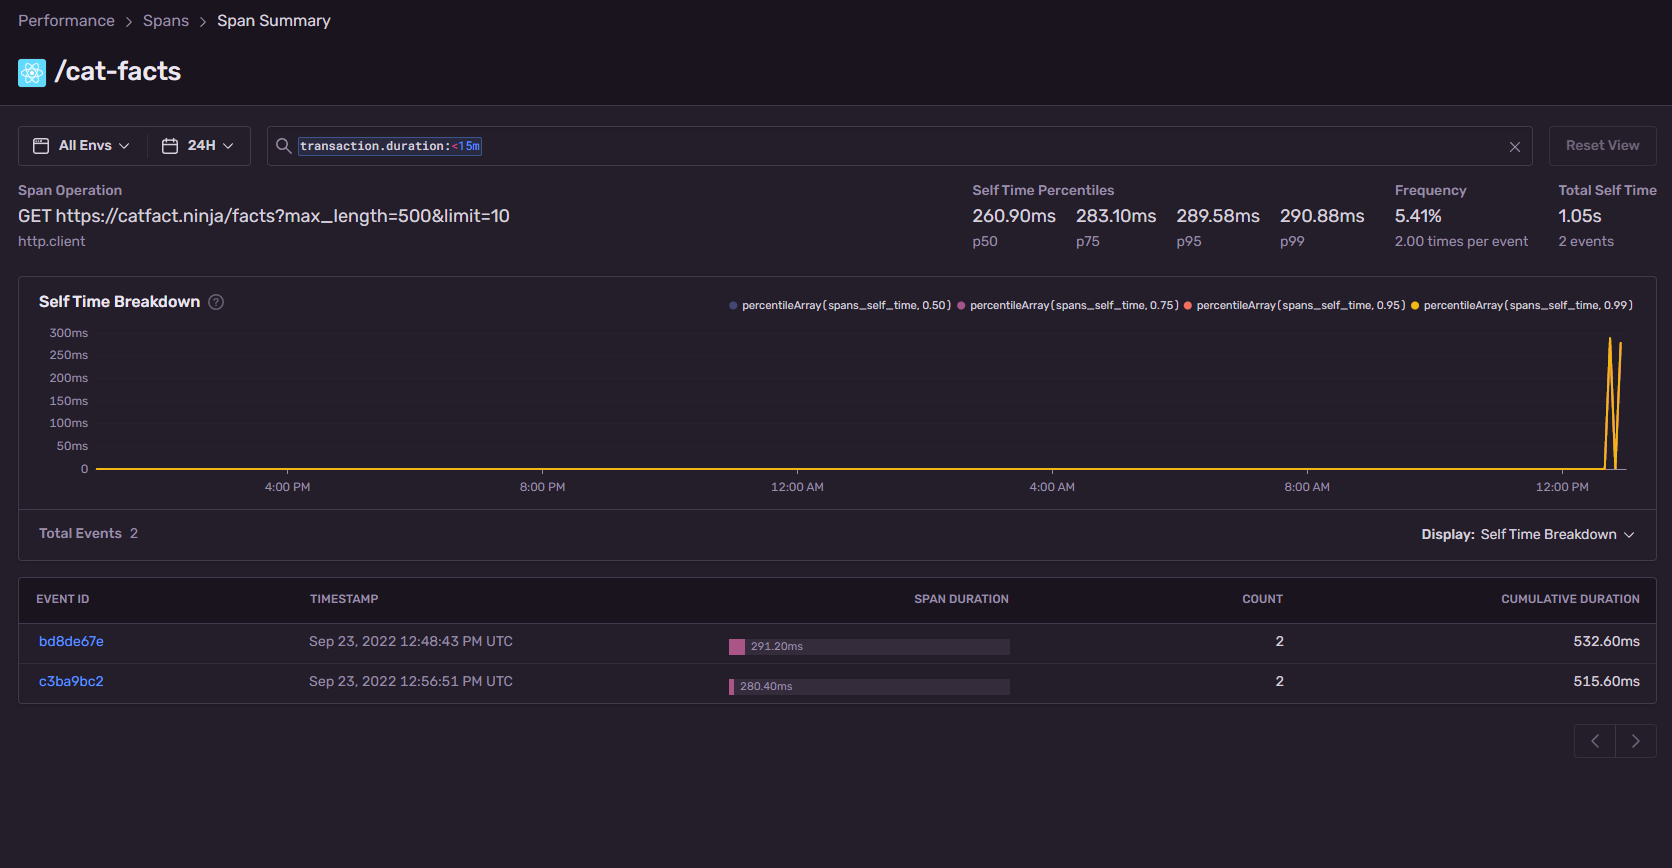 Performance > Spans > Span Summary
/cat-facts
All Envs 24H transaction.duration:<15m Reset View
Span Operation Self Time Percentiles Frequency Total Self Time
GET https://catfact.ninja/facts?max_length=500&limit=10 260.90ms 283.10ms 289.58ms 290.88ms 5.41% 1.05s
http.client p50 p75 p95 p99 2.00 times per event 2 events
Self Time Breakdown ? percentileArray(spans_self_time, 0.50) percentileArray(spans_self_time, 0.75) percentileArray(spans_self_time, 0.95) percentileArray(spans_self_time, 0.99)
300ms
250ms
200ms
150ms
100ms
50ms
0
4:00 PM 8:00 PM 12:00 AM 4:00 AM 8:00 AM 12:00 PM
Total Events 2 Display: Self Time Breakdown
EVENT ID TIMESTAMP SPAN DURATION COUNT CUMULATIVE DURATION
bd8de67e Sep 23, 2022 12:48:43 PM UTC 291.20ms 2 532.60ms
c3ba9bc2 Sep 23, 2022 12:56:51 PM UTC 280.40ms 2 515.60ms